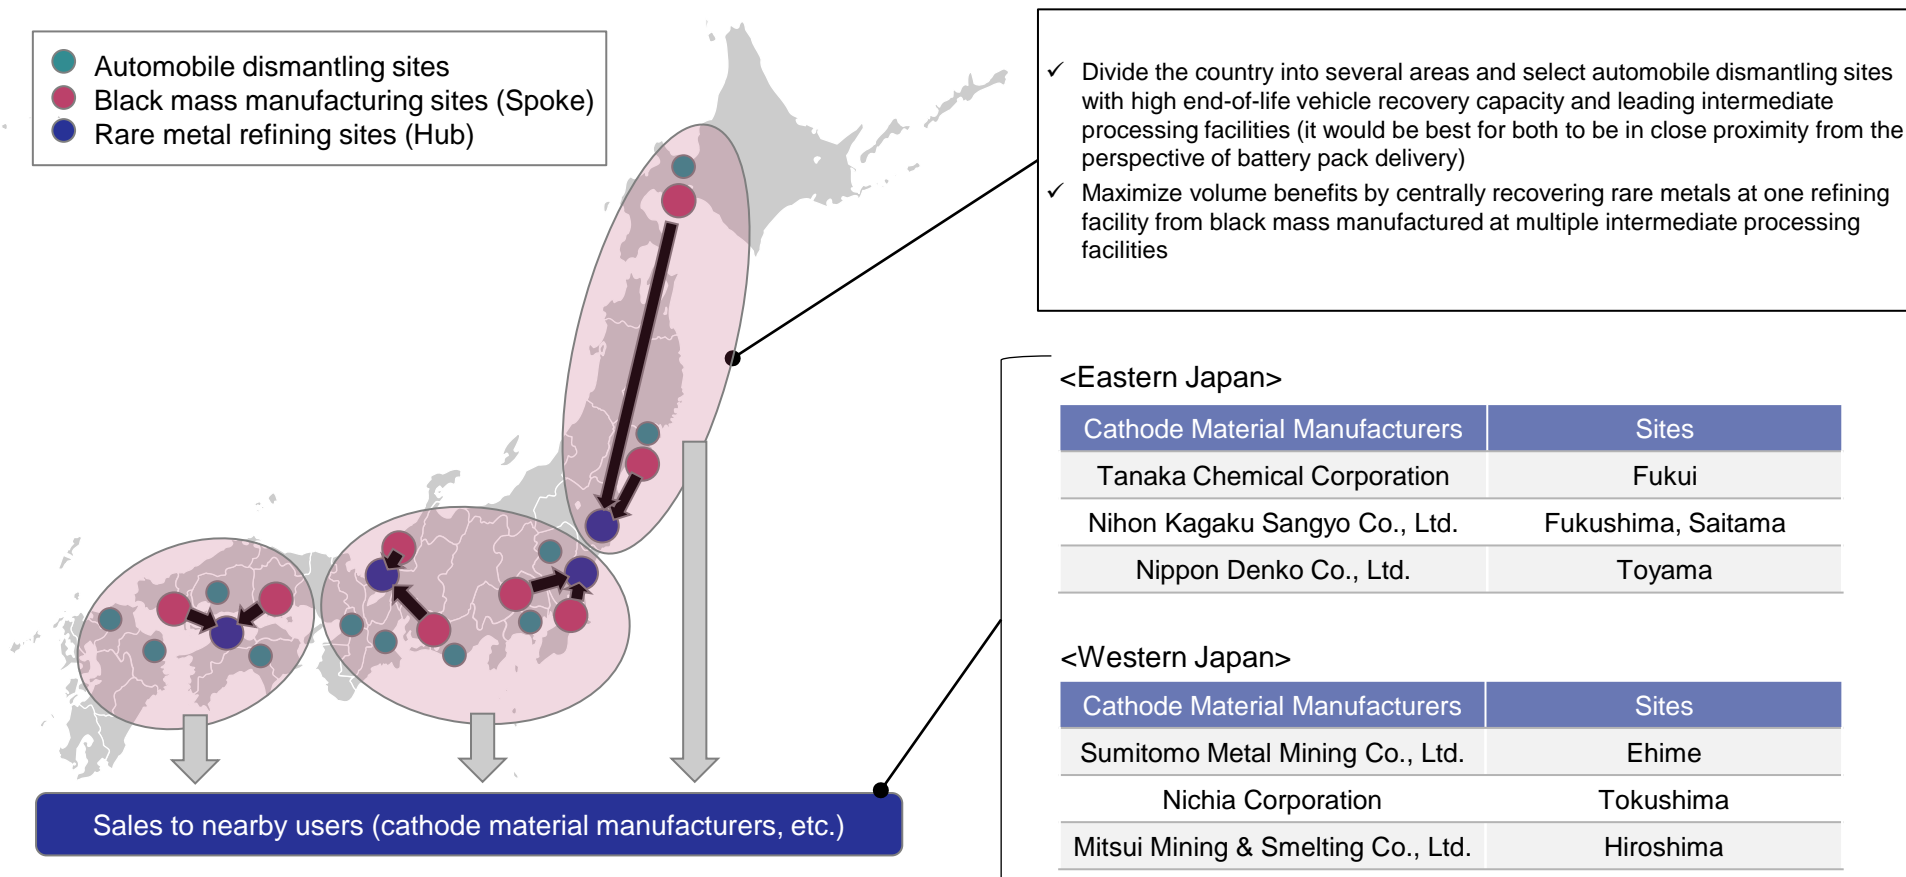 Automobile dismantling sites
Black mass manufacturing sites (Spoke)
Rare metal refining sites (Hub)
✓ Divide the country into several areas and select automobile dismantling sites
with high end-of-life vehicle recovery capacity and leading intermediate
processing facilities (it would be best for both to be in close proximity from the
perspective of battery pack delivery)
✓ Maximize volume benefits by centrally recovering rare metals at one refining
facility from black mass manufactured at multiple intermediate processing
facilities
<Eastern Japan>
Cathode Material Manufacturers Sites
Tanaka Chemical Corporation Fukui
Nihon Kagaku Sangyo Co., Ltd. Fukushima, Saitama
Nippon Denko Co., Ltd. Toyama
<Western Japan>
Cathode Material Manufacturers Sites
Sumitomo Metal Mining Co., Ltd. Ehime
Nichia Corporation Tokushima
Mitsui Mining & Smelting Co., Ltd. Hiroshima
Sales to nearby users (cathode material manufacturers, etc.)